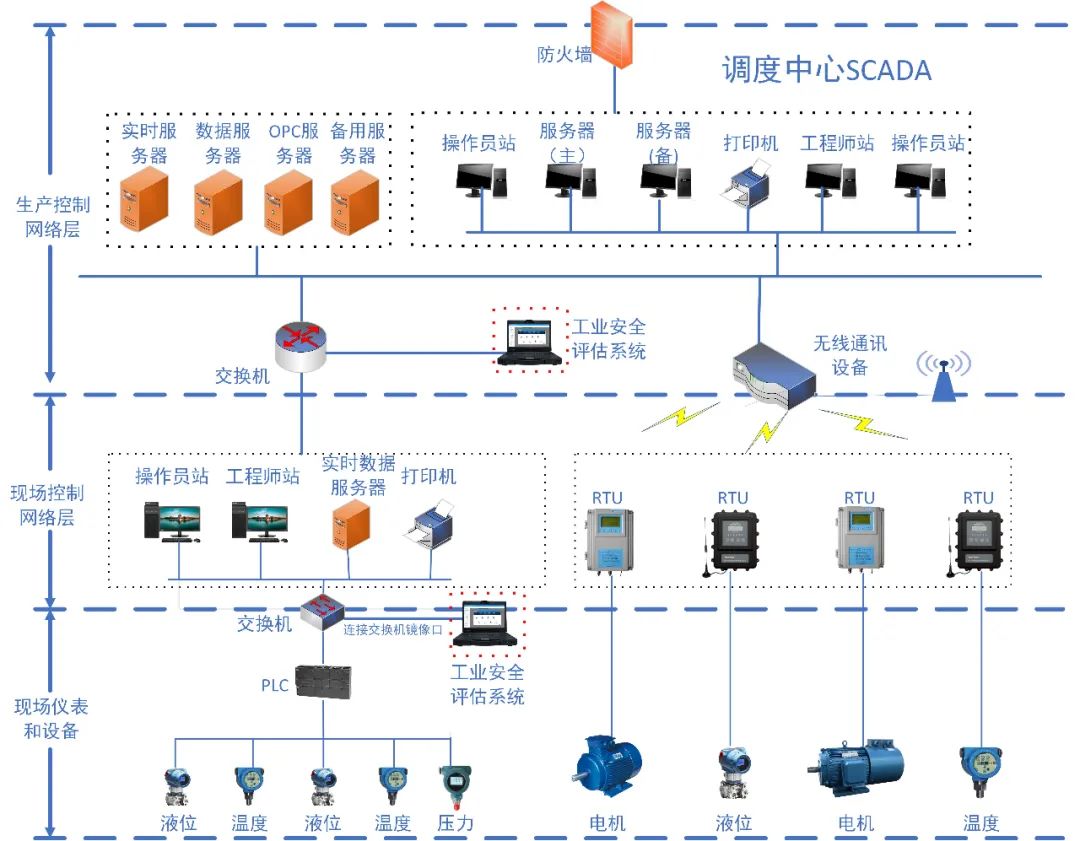 防火墙
调度中心SCADA
实时服
务器
数据服
务器
OPC服
务器
备用服
务器
操作员站
服务器
（主）
服务器
(备)
打印机
工程师站
操作员站
生产控制
网络层
工业安全
评估系统
交换机
无线通讯
设备
操作员站
工程师站
实时数据
服务器
打印机
RTU
RTU
RTU
RTU
现场控制
网络层
交换机
连接交换机镜像口
工业安全
评估系统
PLC
现场仪表
和设备
液位
温度
液位
温度
压力
电机
液位
电机
温度